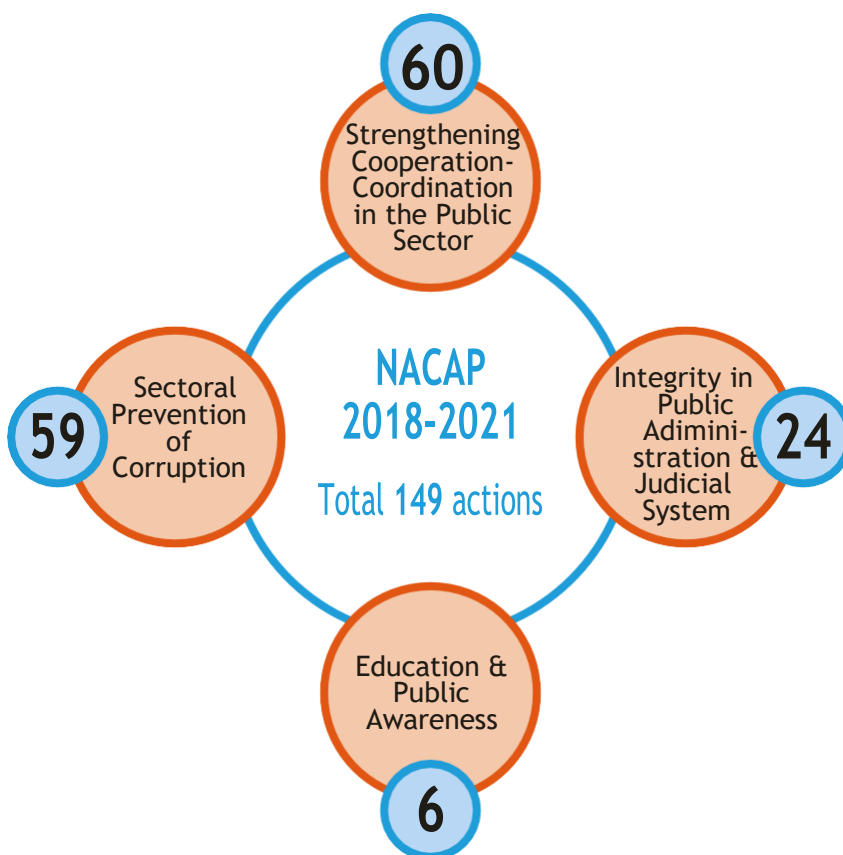 60
Strengthening
Cooperation-
Coordination
in the Public
Sector
NACAP
2018-2021
Total 149 actions
Sectoral
Prevention
of
Corruption
59
Integrity in
Public
Adimini-
stration &
Judicial
System
24
Education &
Public
Awareness
6